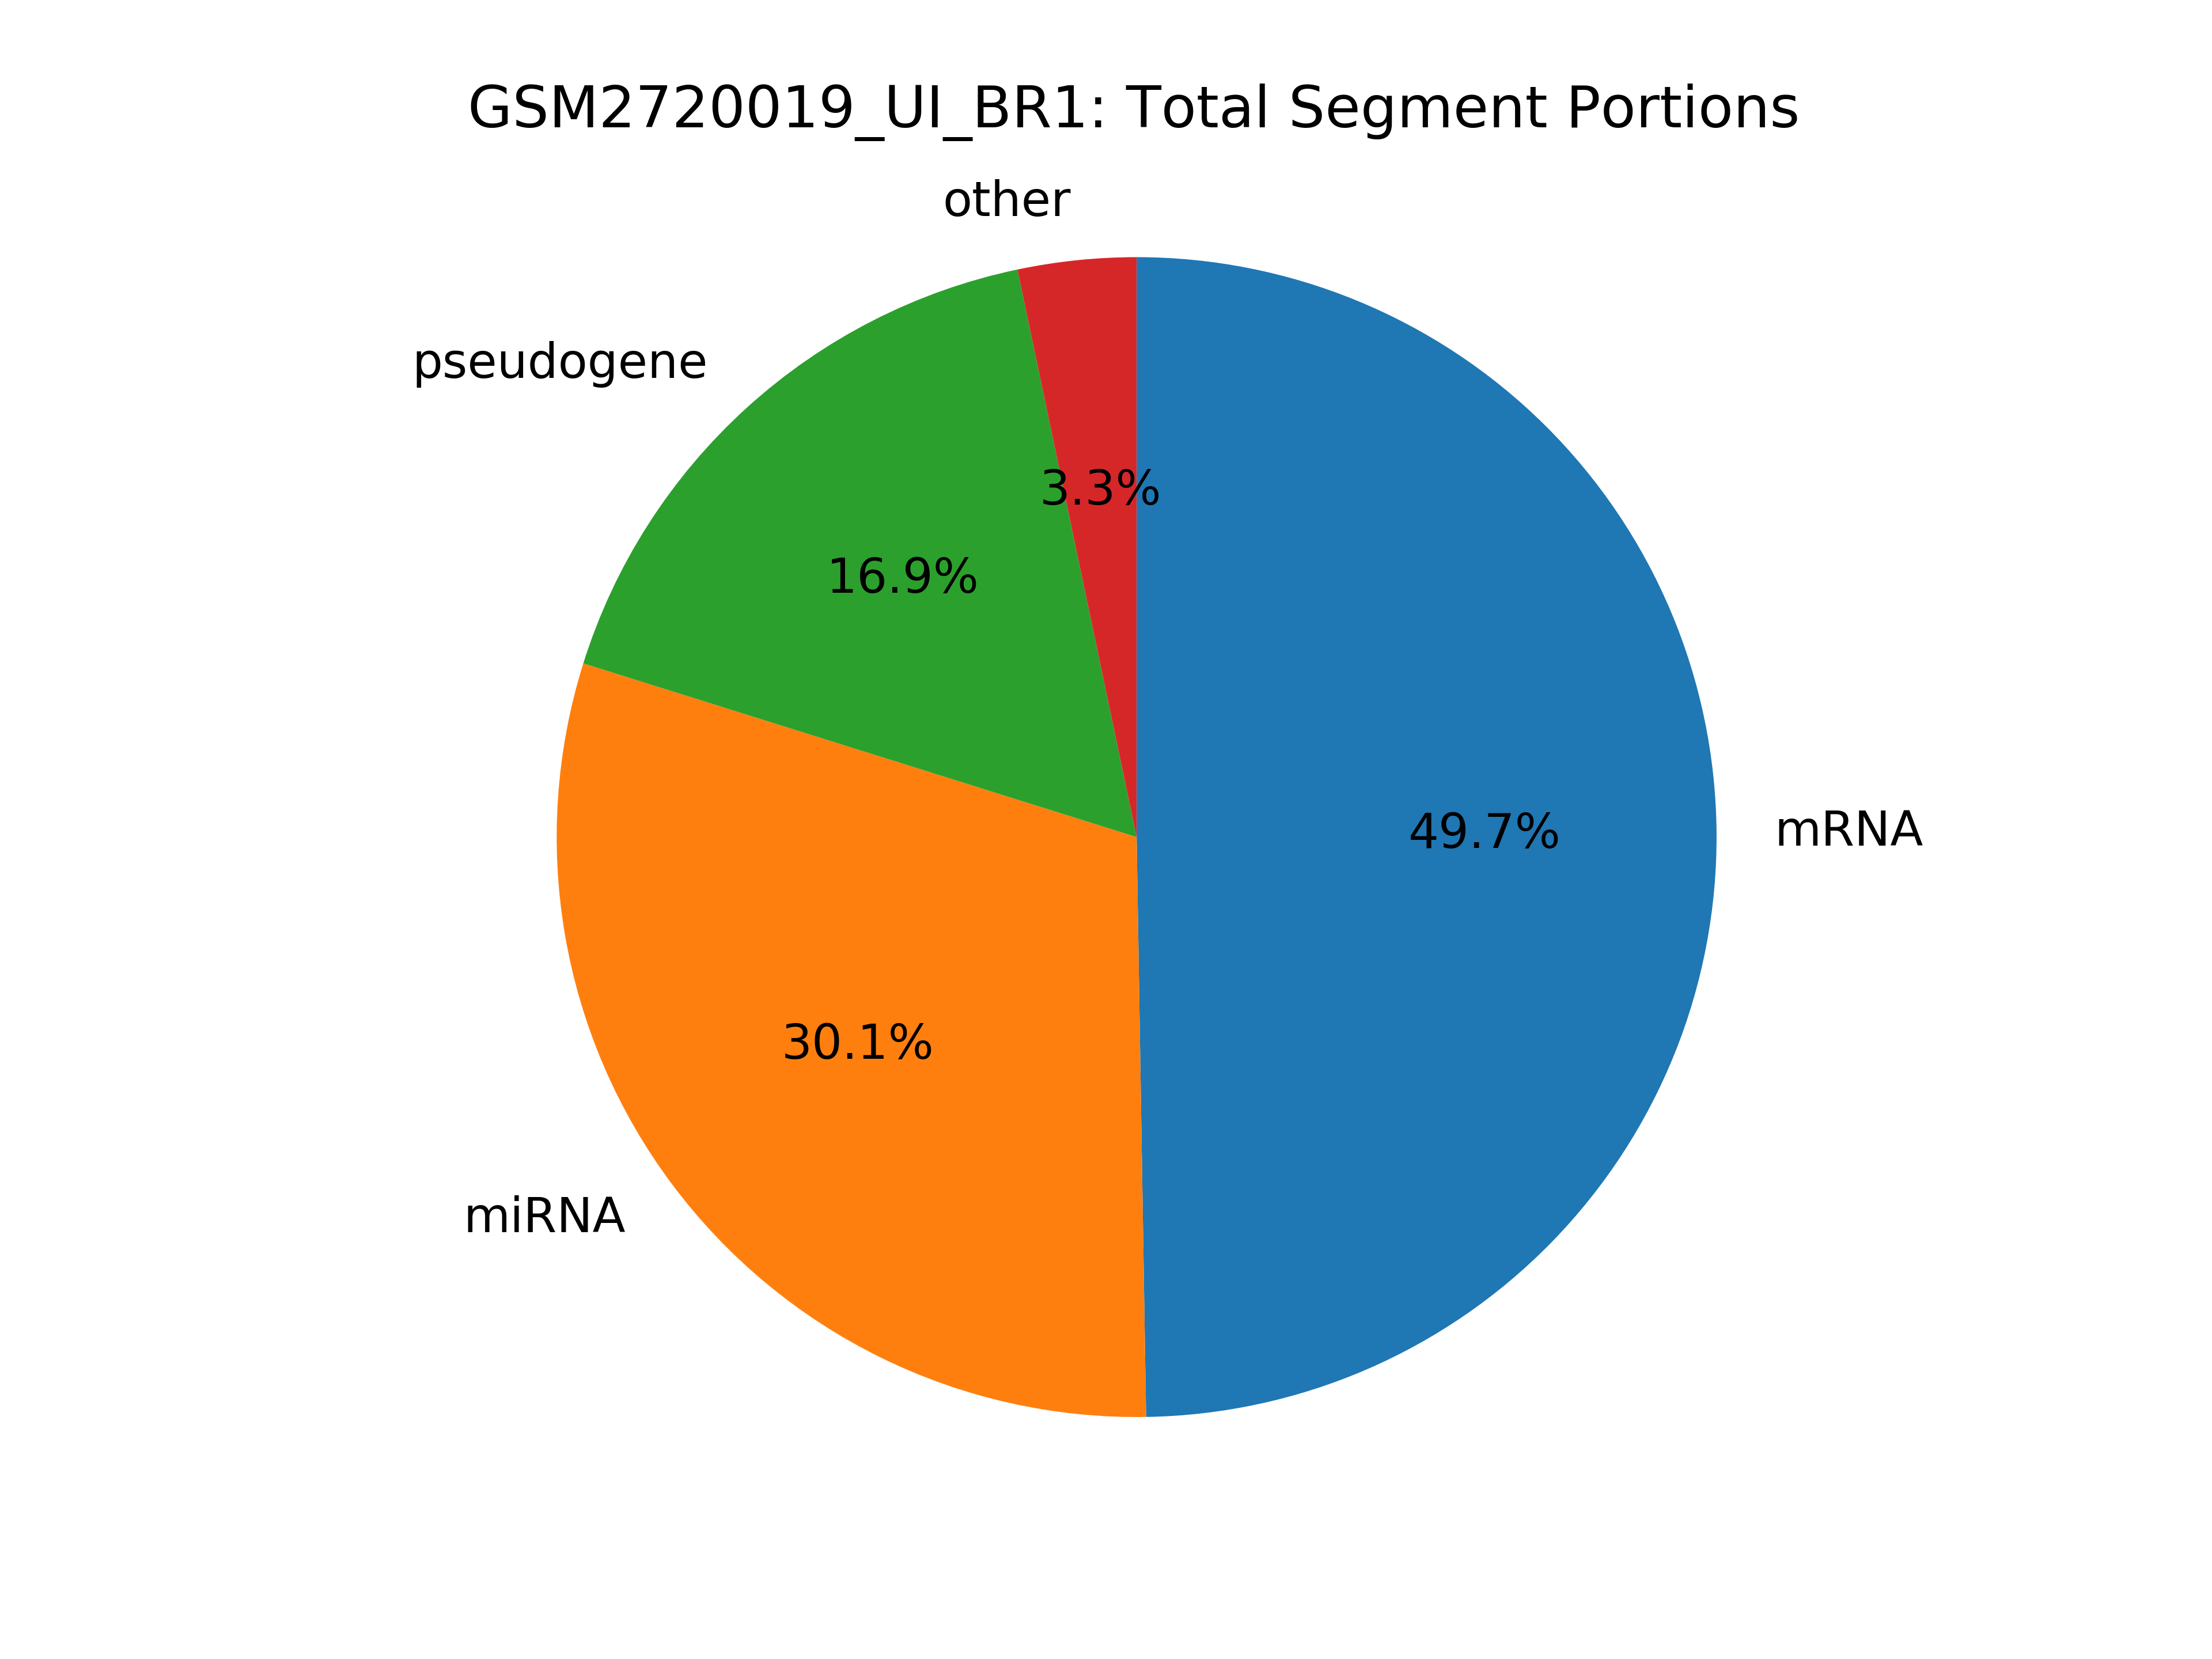 GSM2720019_UI_BR1: Total Segment Portions
other
pseudogene
3.3%
16.9%
49.7%
mRNA
30.1%
miRNA